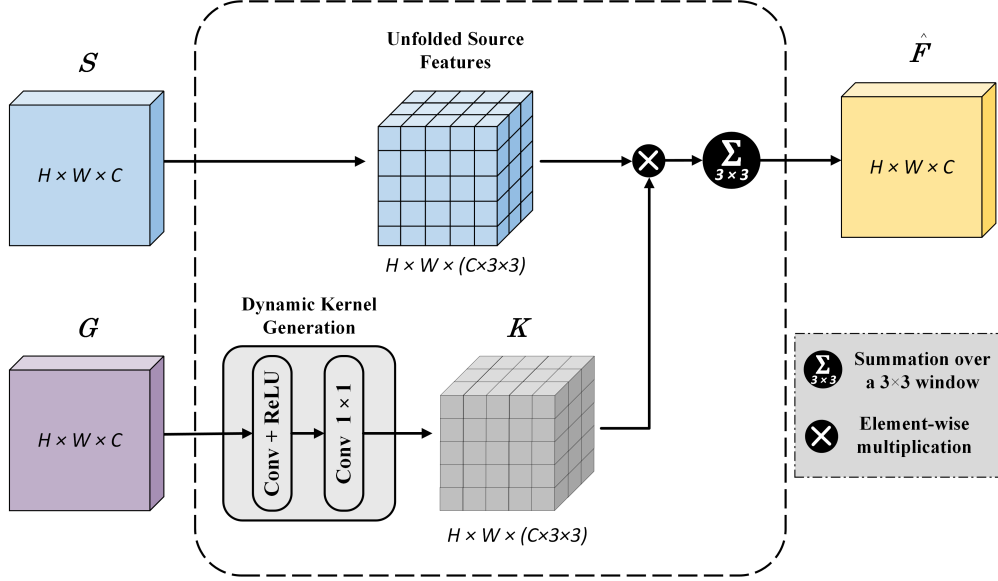 S
H × W × C
Unfolded Source
Features
H × W × (C×3×3)
Σ
3 × 3
F̂
H × W × C
G
H × W × C
Dynamic Kernel
Generation
Conv + ReLU
Conv 1 × 1
K
H × W × (C×3×3)
Σ
3 × 3
Summation over
a 3×3 window
Element-wise
multiplication